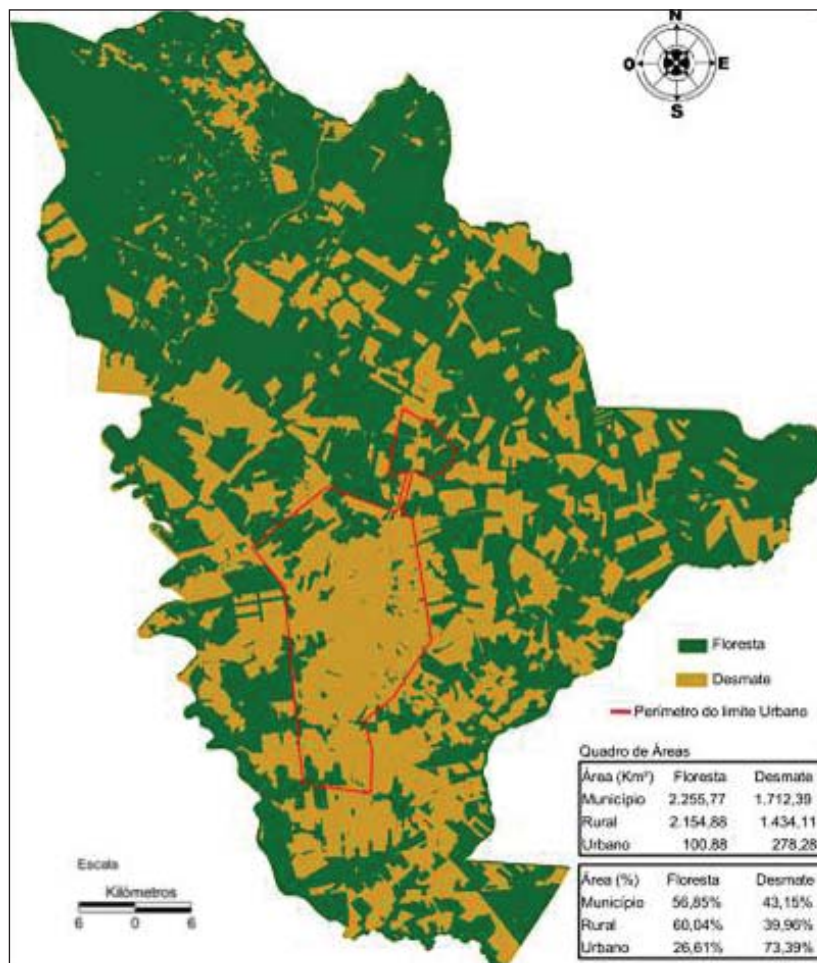 N
O E
S
Floresta
Desmate
Perímetro do limite Urbano
Quadro de Áreas
Área (Km²) Floresta Desmate
Município 2.255,77 1.712,39
Rural 2.154,88 1.434,11
Urbano 100.88 278,28
Escala
Kilômetros
6 0 6
Área (%) Floresta Desmate
Município 56,85% 43,15%
Rural 60,04% 39,96%
Urbano 26,61% 73,39%